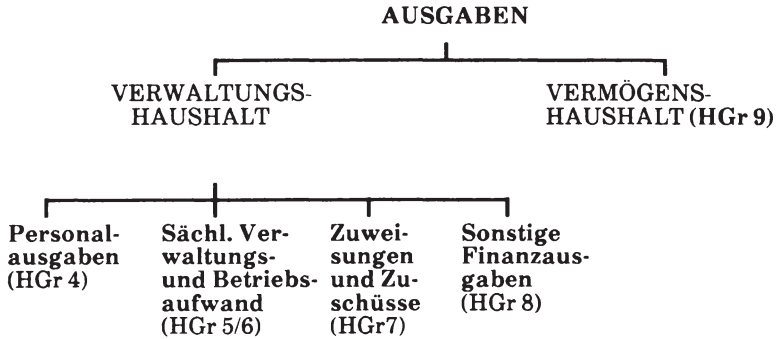 AUSGABEN
VERWALTUNGS-
HAUSHALT
VERMÖGENS-
HAUSHALT (HGr 9)
Personal-
ausgaben
(HGr 4)
Sächl. Ver-
waltungs-
und Betriebs-
aufwand
(HGr 5/6)
Zuwei-
sungen
und Zu-
schüsse
(HGr7)
Sonstige
Finanzaus-
gaben
(HGr 8)